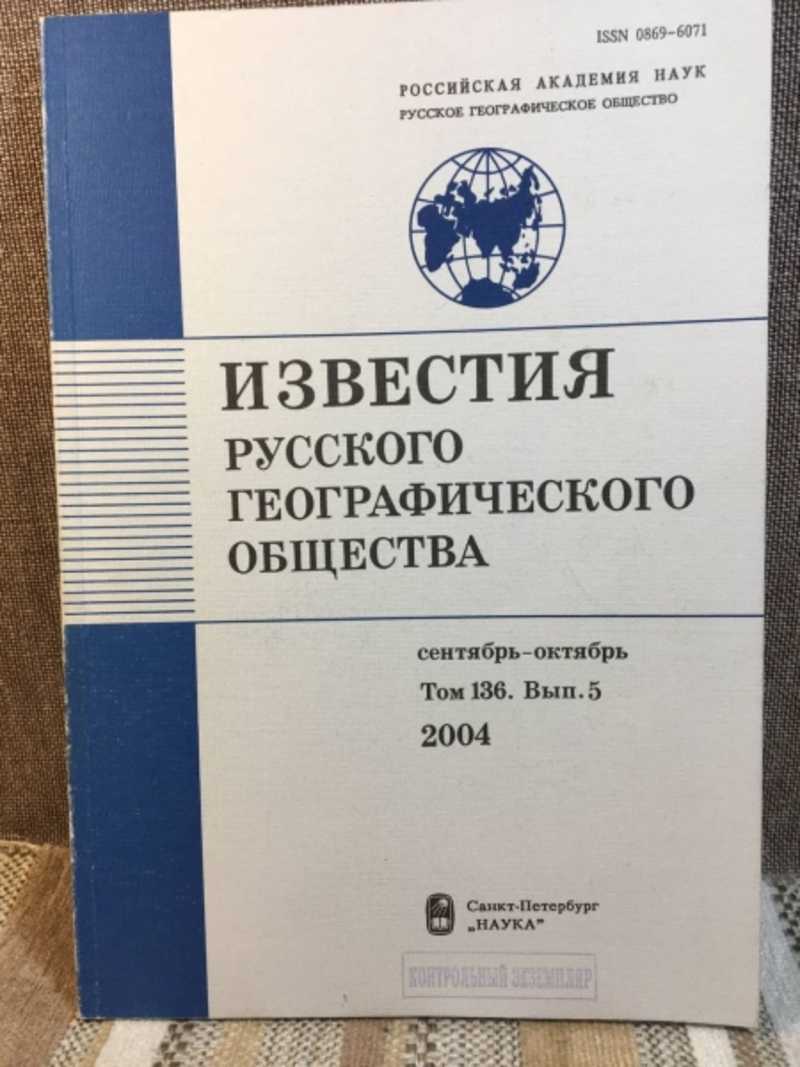 ISSN 0869-6071
РОССИЙСКАЯ АКАДЕМИЯ НАУК
РУССКОЕ ГЕОГРАФИЧЕСКОЕ ОБЩЕСТВО
ИЗВЕСТИЯ
РУССКОГО
ГЕОГРАФИЧЕСКОГО
ОБЩЕСТВА
сентябрь-октябрь
Том 136. Вып. 5
2004
Санкт-Петербург
„НАУКА"
КОНТРОЛЬНЫЙ ЭКЗЕМПЛЯР